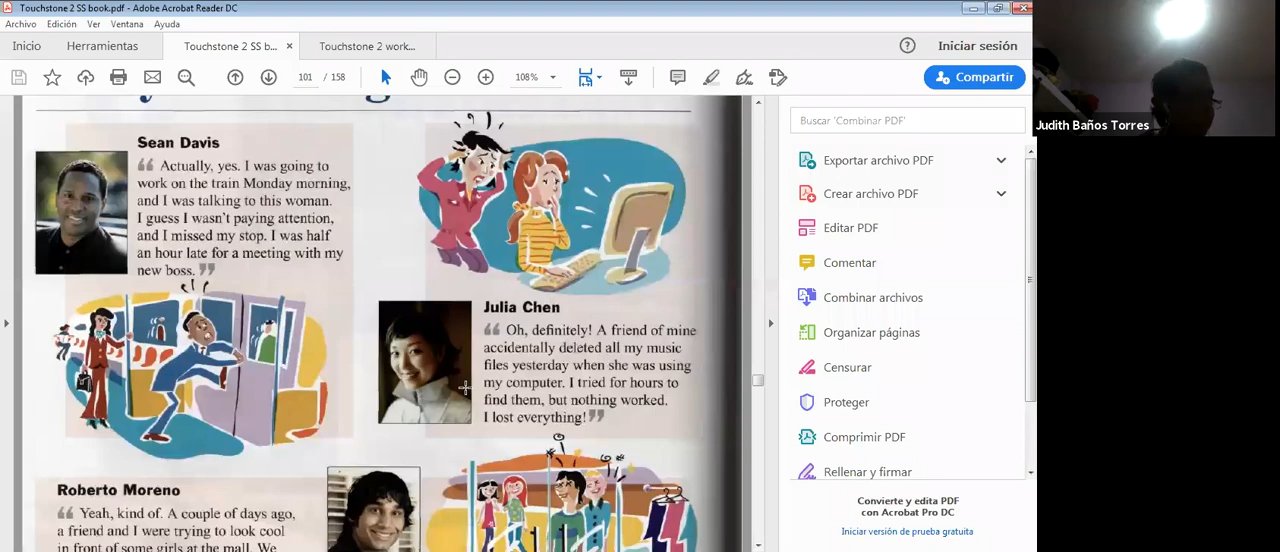 Touchstone 2 SS book.pdf - Adobe Acrobat Reader DC
Archivo Edición Ver Ventana Ayuda
Inicio Herramientas Touchstone 2 SS b... × Touchstone 2 work... Iniciar sesión
101 / 158 108% Compartir
Judith Baños Torres
Sean Davis
Actually, yes. I was going to
work on the train Monday morning,
and I was talking to this woman.
I guess I wasn't paying attention,
and I missed my stop. I was half
an hour late for a meeting with my
new boss.
Julia Chen
Oh, definitely! A friend of mine
accidentally deleted all my music
files yesterday when she was using
my computer. I tried for hours to
find them, but nothing worked.
I lost everything!
Roberto Moreno
Yeah, kind of. A couple of days ago,
a friend and I were trying to look cool
in front of some girls at the mall. We
Buscar 'Combinar PDF'
Exportar archivo PDF
Crear archivo PDF
Editar PDF
Comentar
Combinar archivos
Organizar páginas
Censurar
Proteger
Comprimir PDF
Rellenar y firmar
Convierte y edita PDF
con Acrobat Pro DC
Iniciar versión de prueba gratuita